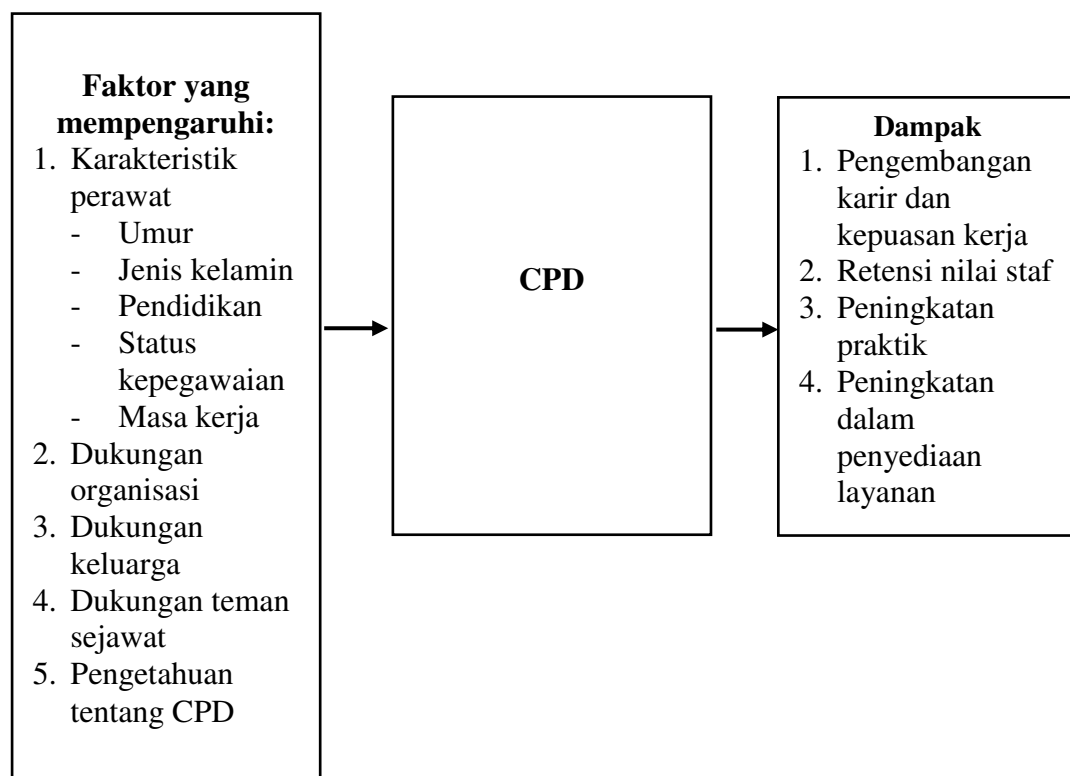 Faktor yang
mempengaruhi:
1. Karakteristik
perawat
- Umur
- Jenis kelamin
- Pendidikan
- Status
kepegawaian
- Masa kerja
2. Dukungan
organisasi
3. Dukungan
keluarga
4. Dukungan teman
sejawat
5. Pengetahuan
tentang CPD
CPD
Dampak
1. Pengembangan
karir dan
kepuasan kerja
2. Retensi nilai staf
3. Peningkatan
praktik
4. Peningkatan
dalam
penyediaan
layanan